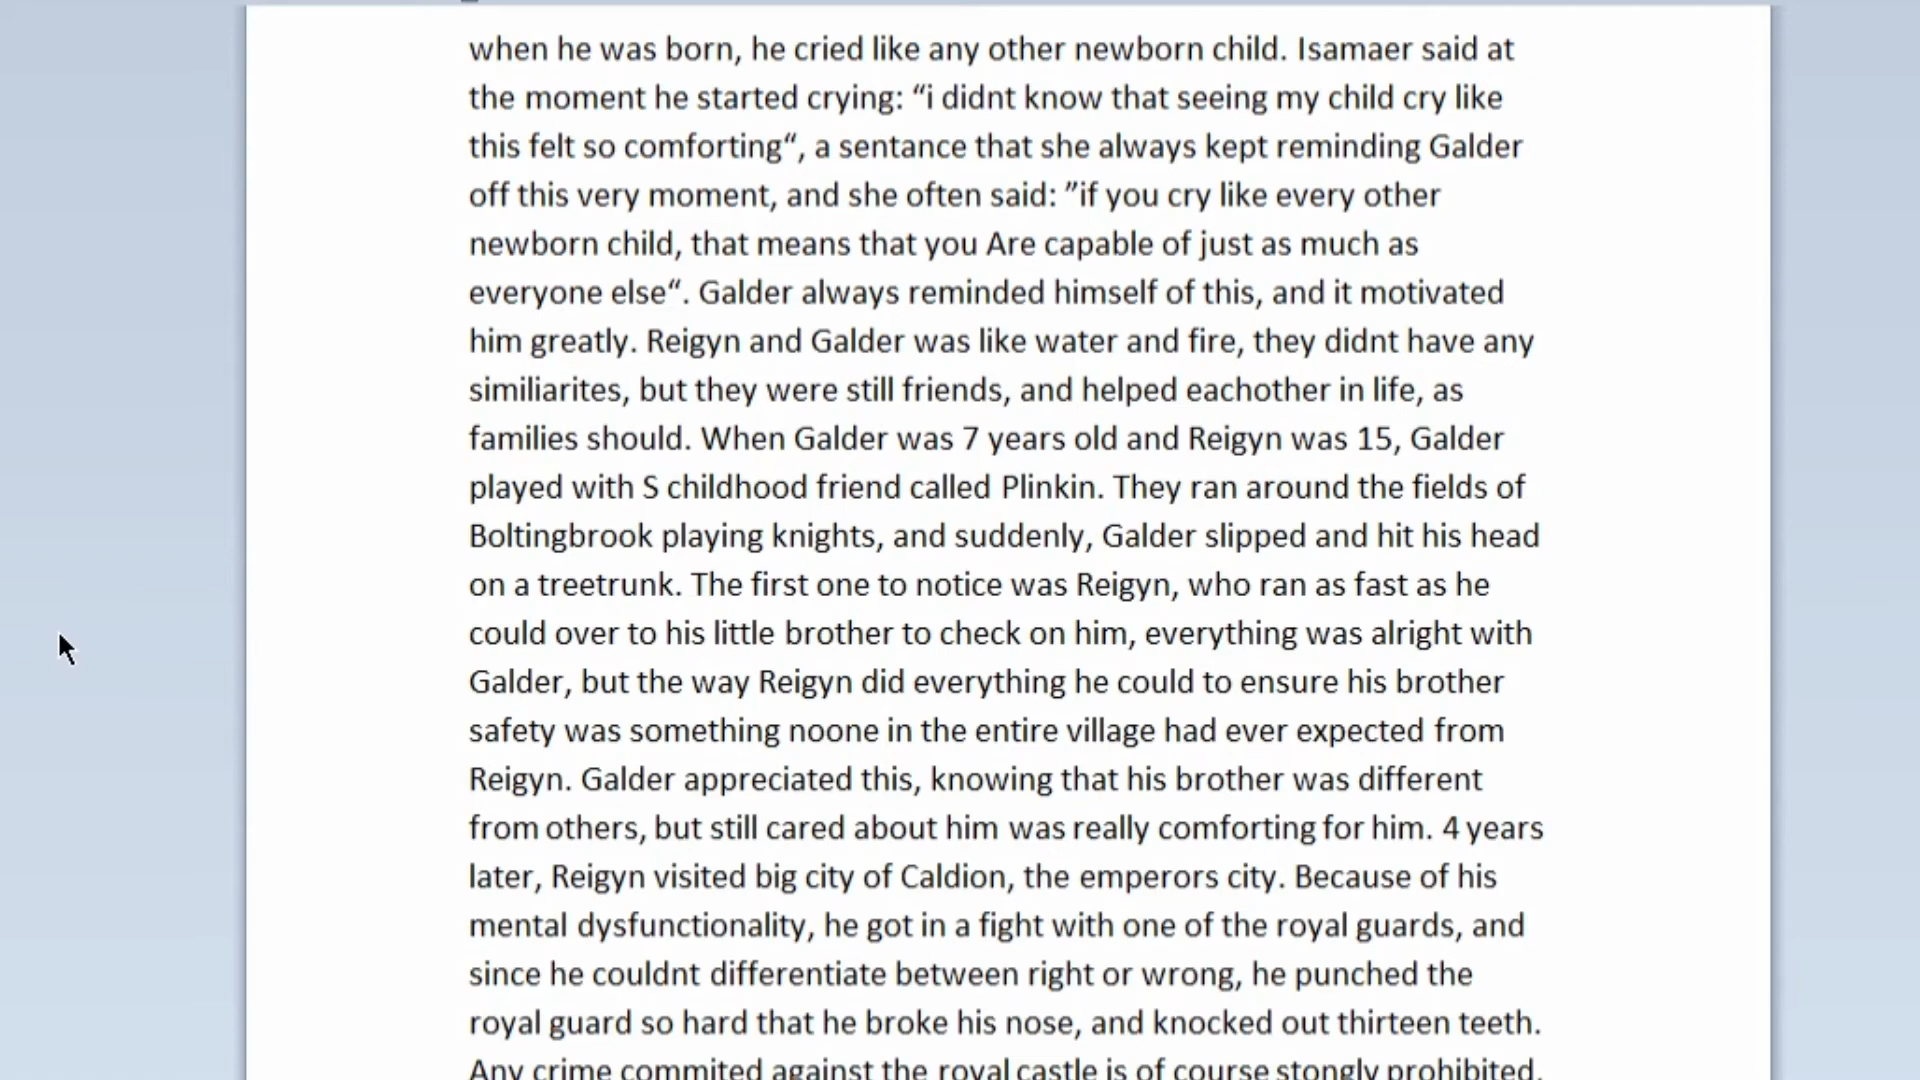 when he was born, he cried like any other newborn child. Isamaer said at
the moment he started crying: “i didnt know that seeing my child cry like
this felt so comforting“, a sentance that she always kept reminding Galder
off this very moment, and she often said: ”if you cry like every other
newborn child, that means that you Are capable of just as much as
everyone else“. Galder always reminded himself of this, and it motivated
him greatly. Reigyn and Galder was like water and fire, they didnt have any
similiarites, but they were still friends, and helped eachother in life, as
families should. When Galder was 7 years old and Reigyn was 15, Galder
played with S childhood friend called Plinkin. They ran around the fields of
Boltingbrook playing knights, and suddenly, Galder slipped and hit his head
on a treetrunk. The first one to notice was Reigyn, who ran as fast as he
could over to his little brother to check on him, everything was alright with
Galder, but the way Reigyn did everything he could to ensure his brother
safety was something noone in the entire village had ever expected from
Reigyn. Galder appreciated this, knowing that his brother was different
from others, but still cared about him was really comforting for him. 4 years
later, Reigyn visited big city of Caldion, the emperors city. Because of his
mental dysfunctionality, he got in a fight with one of the royal guards, and
since he couldnt differentiate between right or wrong, he punched the
royal guard so hard that he broke his nose, and knocked out thirteen teeth.
Any crime commited against the royal castle is of course stongly prohibited,